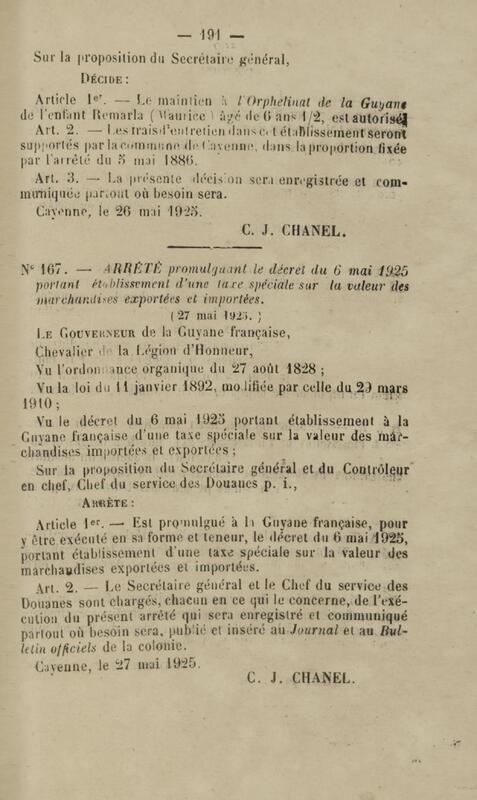 — 191 —
Sur la proposition du Secrétaire général,
DÉCIDE :
Article 1er. — Le maintien à l'Orphelinat de la Guyane
de l'enfant Remarla (Maurice) âgé de 6 ans 1/2, est autorisé.
Art. 2. — Les frais d'entretien dans cet établissement seront
supportés par la commune de Cayenne, dans la proportion fixée
par l'arrêté du 5 mai 1886.
Art. 3. — La présente décision sera enregistrée et com-
muniquée partout où besoin sera.
Cayenne, le 26 mai 1925.
C. J. CHANEL.
N° 167. — ARRÊTÉ promulguant le décret du 6 mai 1925
portant établissement d'une taxe spéciale sur la valeur des
marchandises exportées et importées.
(27 mai 1925.)
LE GOUVERNEUR de la Guyane française,
Chevalier de la Légion d'Honneur,
Vu l'ordonnance organique du 27 août 1828 ;
Vu la loi du 11 janvier 1892, modifiée par celle du 29 mars
1910 ;
Vu le décret du 6 mai 1925 portant établissement à la
Guyane française d'une taxe spéciale sur la valeur des mar-
chandises importées et exportées ;
Sur la proposition du Secrétaire général et du Contrôleur
en chef, Chef du service des Douanes p. i.,
ARRÊTE :
Article 1er. — Est promulgué à la Guyane française, pour
y être exécuté en sa forme et teneur, le décret du 6 mai 1925,
portant établissement d'une taxe spéciale sur la valeur des
marchandises exportées et importées.
Art. 2. — Le Secrétaire général et le Chef du service des
Douanes sont chargés, chacun en ce qui le concerne, de l'exé-
cution du présent arrêté qui sera enregistré et communiqué
partout où besoin sera, publié et inséré au Journal et au Bul-
letin officiels de la colonie.
Cayenne, le 27 mai 1925.
C. J. CHANEL.